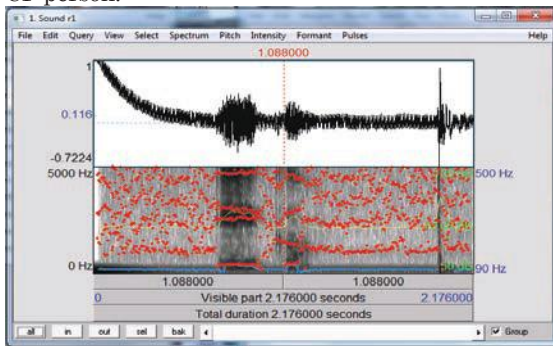 or person.
1. Sound r1
File Edit Query View Select Spectrum Pitch Intensity Formant Pulses Help
1.088000
1
0.116
-0.7224
5000 Hz
500 Hz
0 Hz
90 Hz
1.088000 1.088000
0 Visible part 2.176000 seconds 2.176000
Total duration 2.176000 seconds
all in out sel bak Group